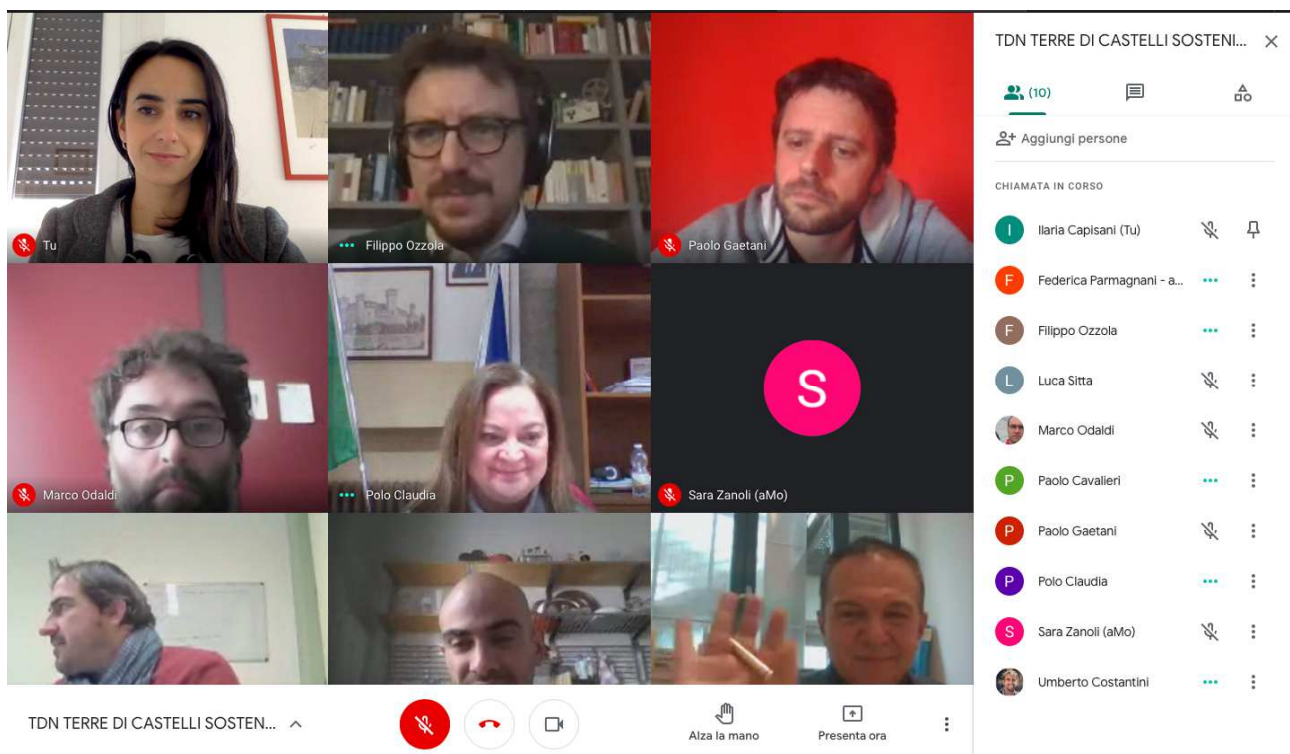 Tu
Filippo Ozzola
Paolo Gaetani
Marco Odaldi
Polo Claudia
S
Sara Zanoli (aMo)
TDN TERRE DI CASTELLI SOSTEN...
Alza la mano
Presenta ora
TDN TERRE DI CASTELLI SOSTENI...
(10)
Aggiungi persone
CHIAMATA IN CORSO
I Ilaria Capisani (Tu)
F Federica Parmagnani - a...
F Filippo Ozzola
L Luca Sitta
Marco Odaldi
P Paolo Cavalieri
P Paolo Gaetani
P Polo Claudia
S Sara Zanoli (aMo)
Umberto Costantini